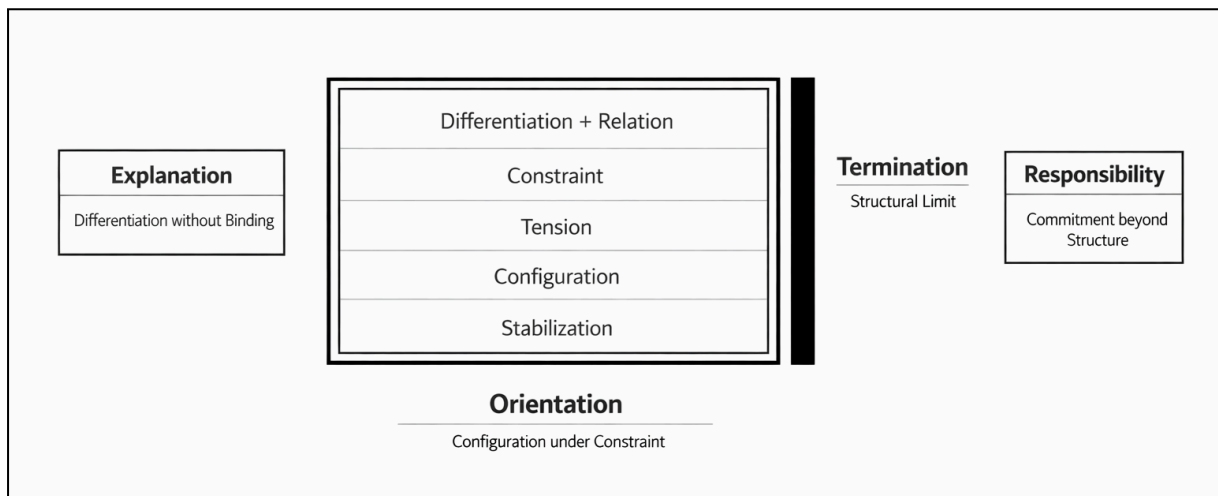 Explanation
Differentiation without Binding
Differentiation + Relation
Constraint
Tension
Configuration
Stabilization
Orientation
Configuration under Constraint
Termination
Structural Limit
Responsibility
Commitment beyond
Structure